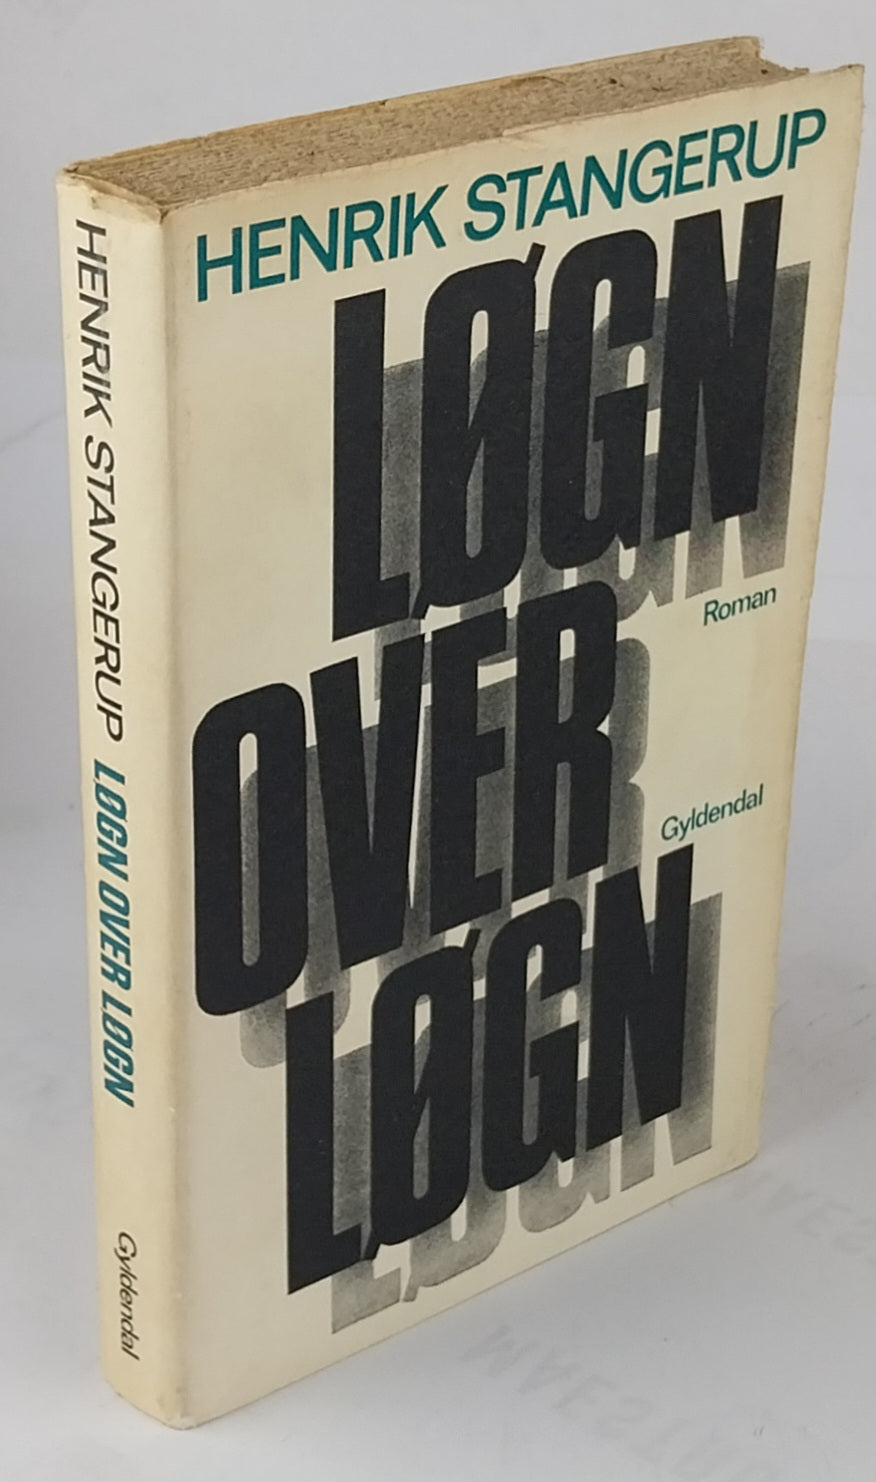 HENRIK STANGERUP
LØGN
OVER
LØGN
Roman
Gyldendal
HENRIK STANGERUP LØGN OVER LØGN Gyldendal